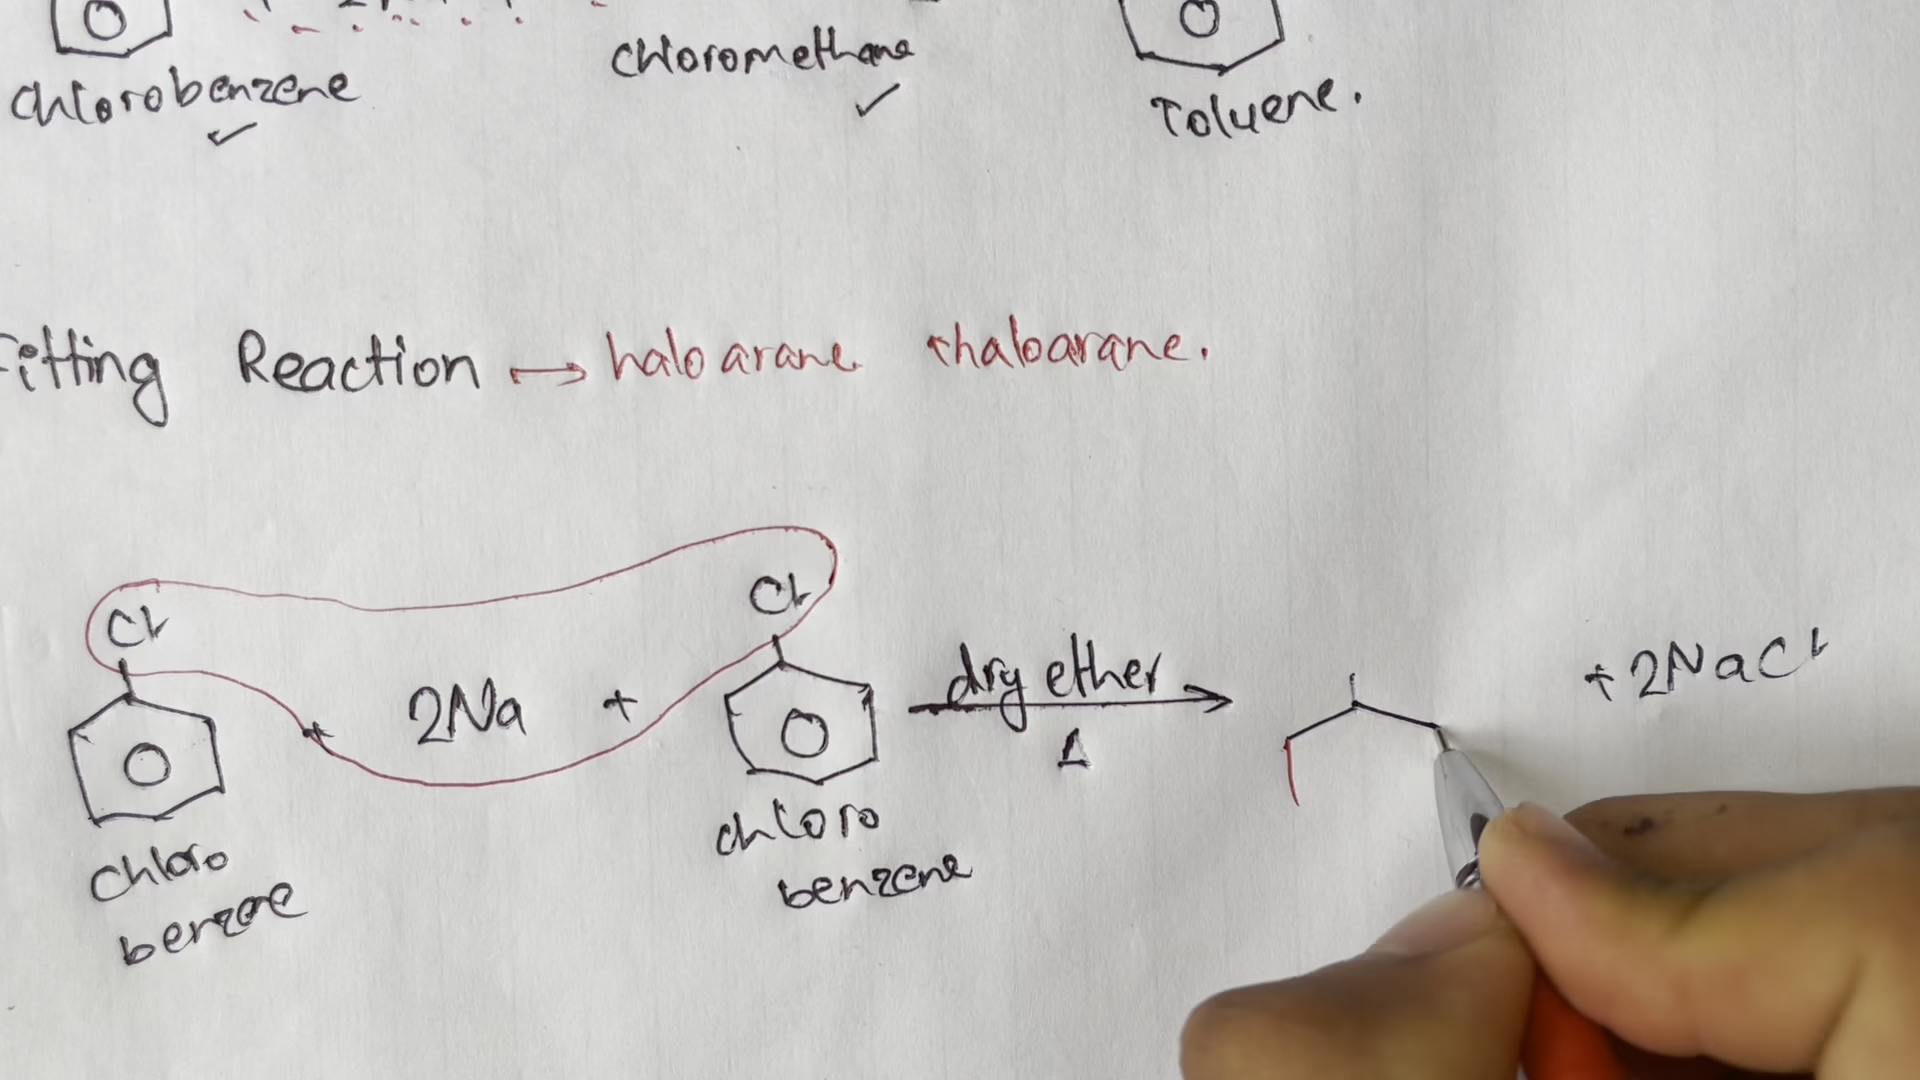 chlorobenzene
chloromethane
Toluene.
Fitting Reaction → haloarane + haloarane.
Cl
Cl
+ 2Na +
dry ether
Δ
+ 2NaCl
chloro
benzene
chloro
benzene